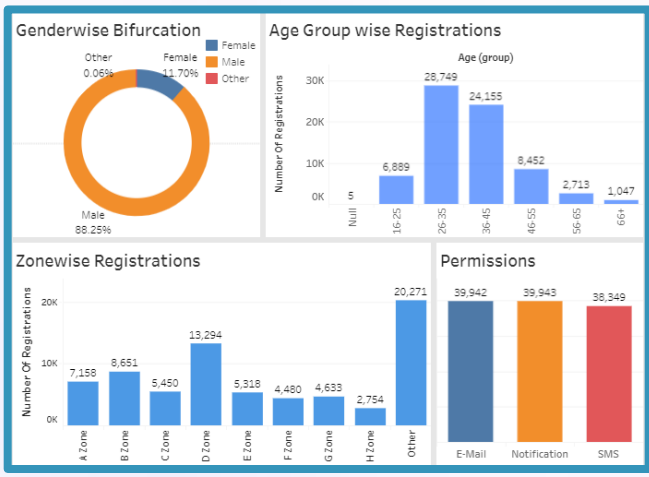 Genderwise Bifurcation
Female
Male
Other
Other
0.06%
Female
11.70%
Male
88.25%
Age Group wise Registrations
Age (group)
Number Of Registrations
30K
20K
10K
0K
5
6,889
28,749
24,155
8,452
2,713
1,047
Null
16-25
26-35
36-45
46-55
56-65
66+
Zonewise Registrations
Number Of Registrations
20K
10K
0K
7,158
8,651
5,450
13,294
5,318
4,480
4,633
2,754
20,271
A Zone
B Zone
C Zone
D Zone
E Zone
F Zone
G Zone
H Zone
Other
Permissions
39,942
39,943
38,349
E-Mail
Notification
SMS